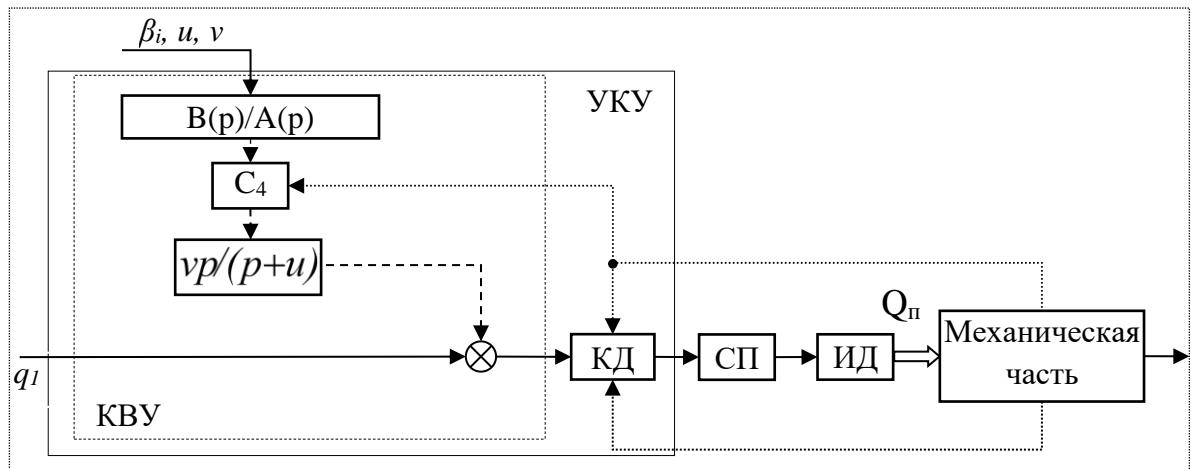 βi, u, v
УКУ
B(p)/A(p)
C4
vp/(p+u)
Qп
Механическая
часть
КД
СП
ИД
q1
КВУ